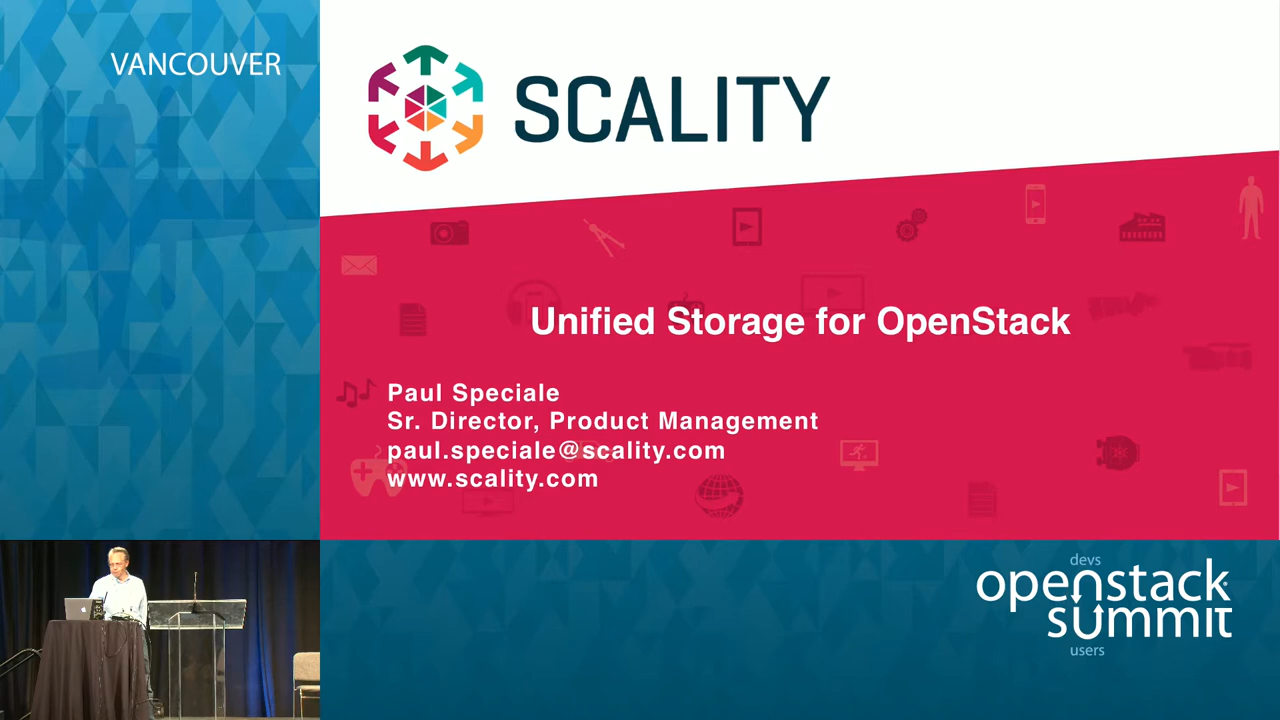 VANCOUVER
SCALITY
Unified Storage for OpenStack
Paul Speciale
Sr. Director, Product Management
paul.speciale@scality.com
www.scality.com
devs
openstack
summit
users